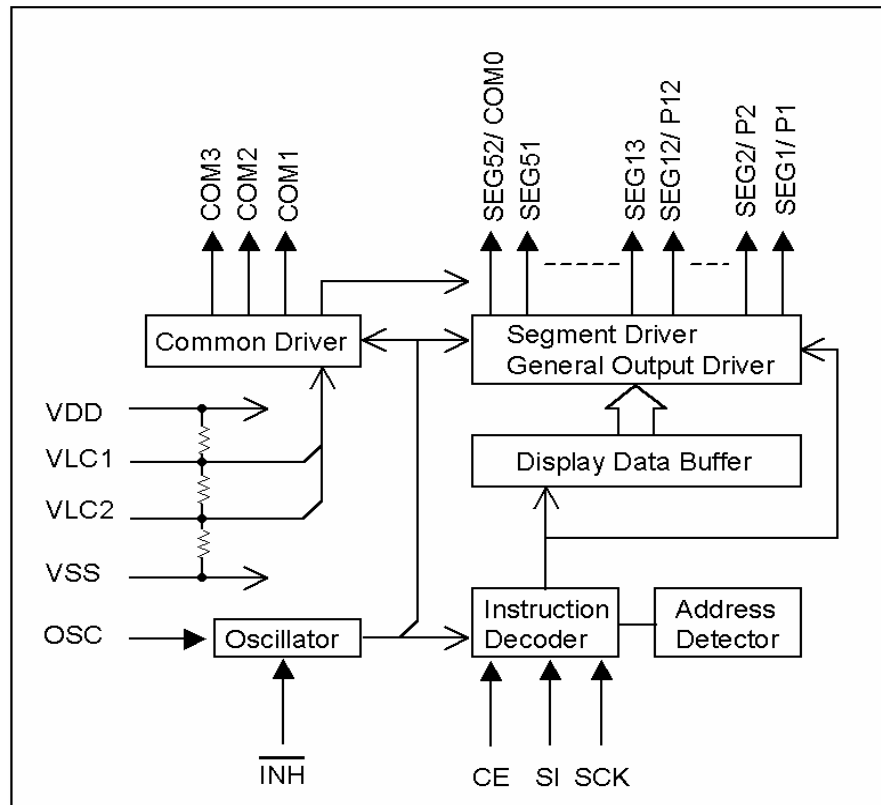 COM3
COM2
COM1
SEG52/ COM0
SEG51
SEG13
SEG12/ P12
SEG2/ P2
SEG1/ P1
Common Driver
Segment Driver
General Output Driver
VDD
VLC1
Display Data Buffer
VLC2
VSS
OSC
Oscillator
Instruction
Decoder
Address
Detector
INH
CE
SI
SCK